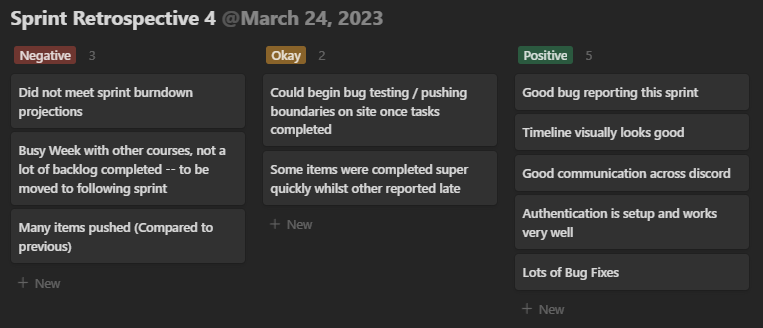 Sprint Retrospective 4 @March 24, 2023
Negative 3
Did not meet sprint burndown
projections
Busy Week with other courses, not a
lot of backlog completed -- to be
moved to following sprint
Many items pushed (Compared to
previous)
+ New
Okay 2
Could begin bug testing / pushing
boundaries on site once tasks
completed
Some items were completed super
quickly whilst other reported late
+ New
Positive 5
Good bug reporting this sprint
Timeline visually looks good
Good communication across discord
Authentication is setup and works
very well
Lots of Bug Fixes
+ New